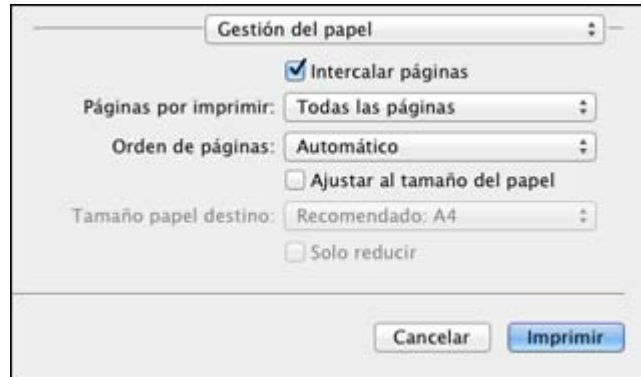 Gestión del papel
Intercalar páginas
Páginas por imprimir: Todas las páginas
Orden de páginas: Automático
Ajustar al tamaño del papel
Tamaño papel destino: Recomendado: A4
Solo reducir
Cancelar Imprimir